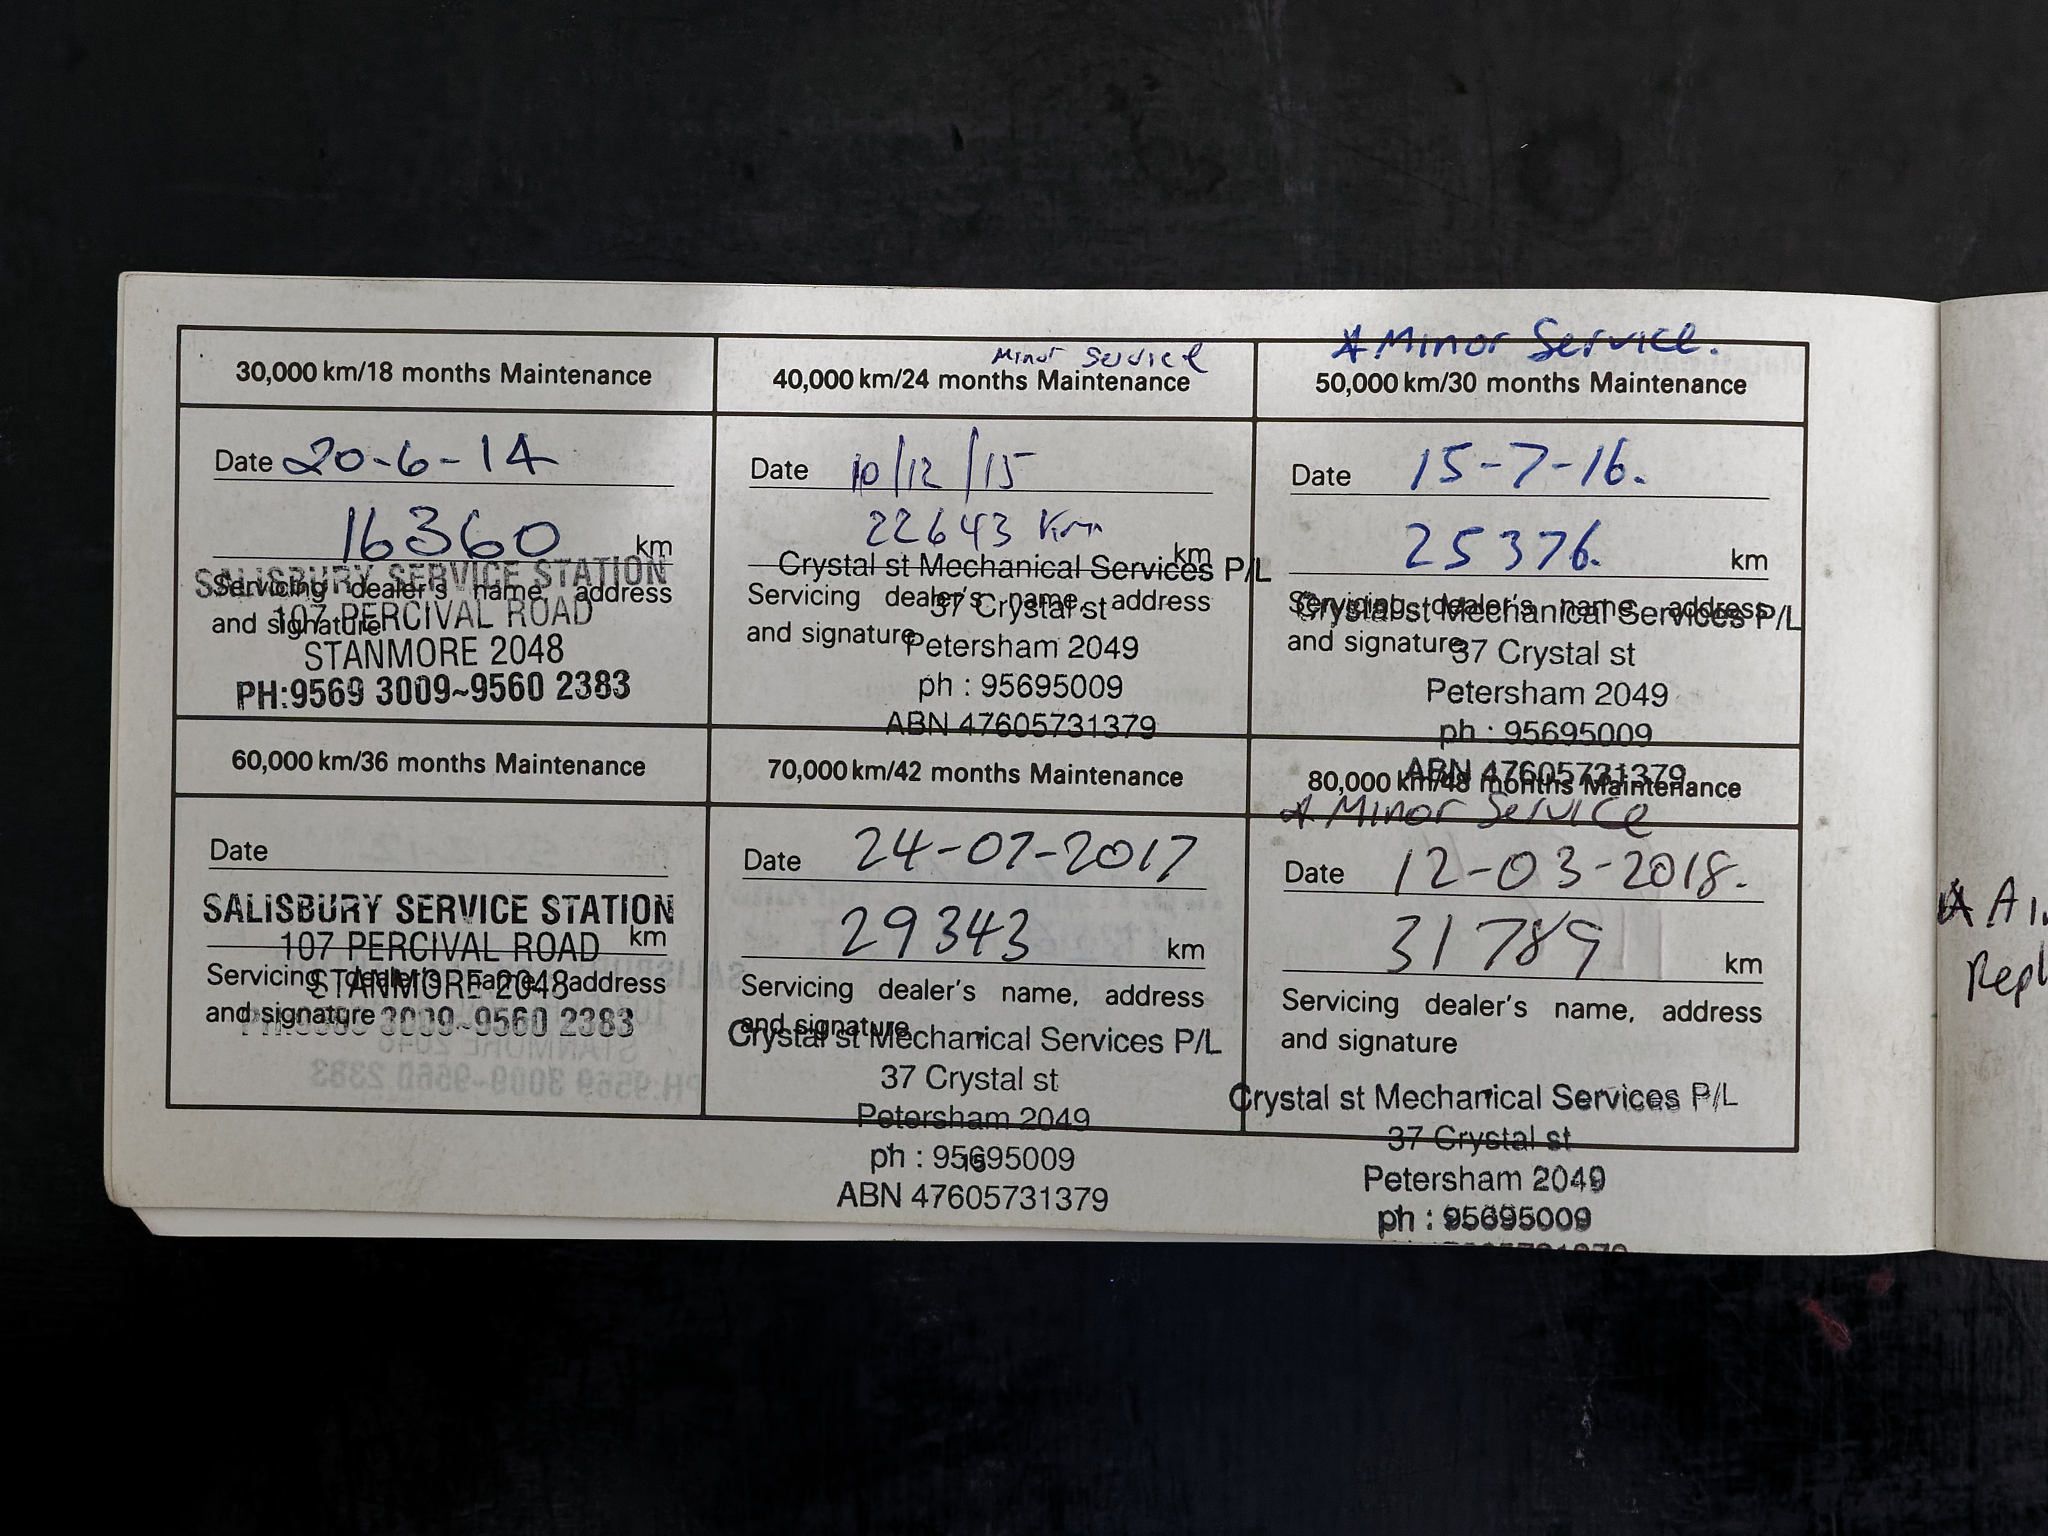 30,000 km/18 months Maintenance
Date 20-6-14
16360 km
Servicing dealer's name, address
and signature
SALISBURY SERVICE STATION
107 PERCIVAL ROAD
STANMORE 2048
PH:9569 3009~9560 2383
Minor Service
40,000 km/24 months Maintenance
Date 10/12/15
22643 Km km
Servicing dealer's name, address
and signature
Crystal st Mechanical Services P/L
37 Crystal st
Petersham 2049
ph : 95695009
ABN 47605731379
* Minor Service.
50,000 km/30 months Maintenance
Date 15-7-16.
25376. km
Servicing dealer's name, address
and signature
Crystal st Mechanical Services P/L
37 Crystal st
Petersham 2049
ph : 95695009
ABN 47605731379
60,000 km/36 months Maintenance
Date
km
Servicing dealer's name, address
and signature
SALISBURY SERVICE STATION
107 PERCIVAL ROAD
STANMORE 2048
PH:9569 3009~9560 2383
70,000 km/42 months Maintenance
Date 24-07-2017
29343 km
Servicing dealer's name, address
and signature
Crystal st Mechanical Services P/L
37 Crystal st
Petersham 2049
ph : 95695009
ABN 47605731379
80,000 km/48 months Maintenance
* Minor Service
Date 12-03-2018.
31789 km
Servicing dealer's name, address
and signature
Crystal st Mechanical Services P/L
37 Crystal st
Petersham 2049
ph : 95695009
15